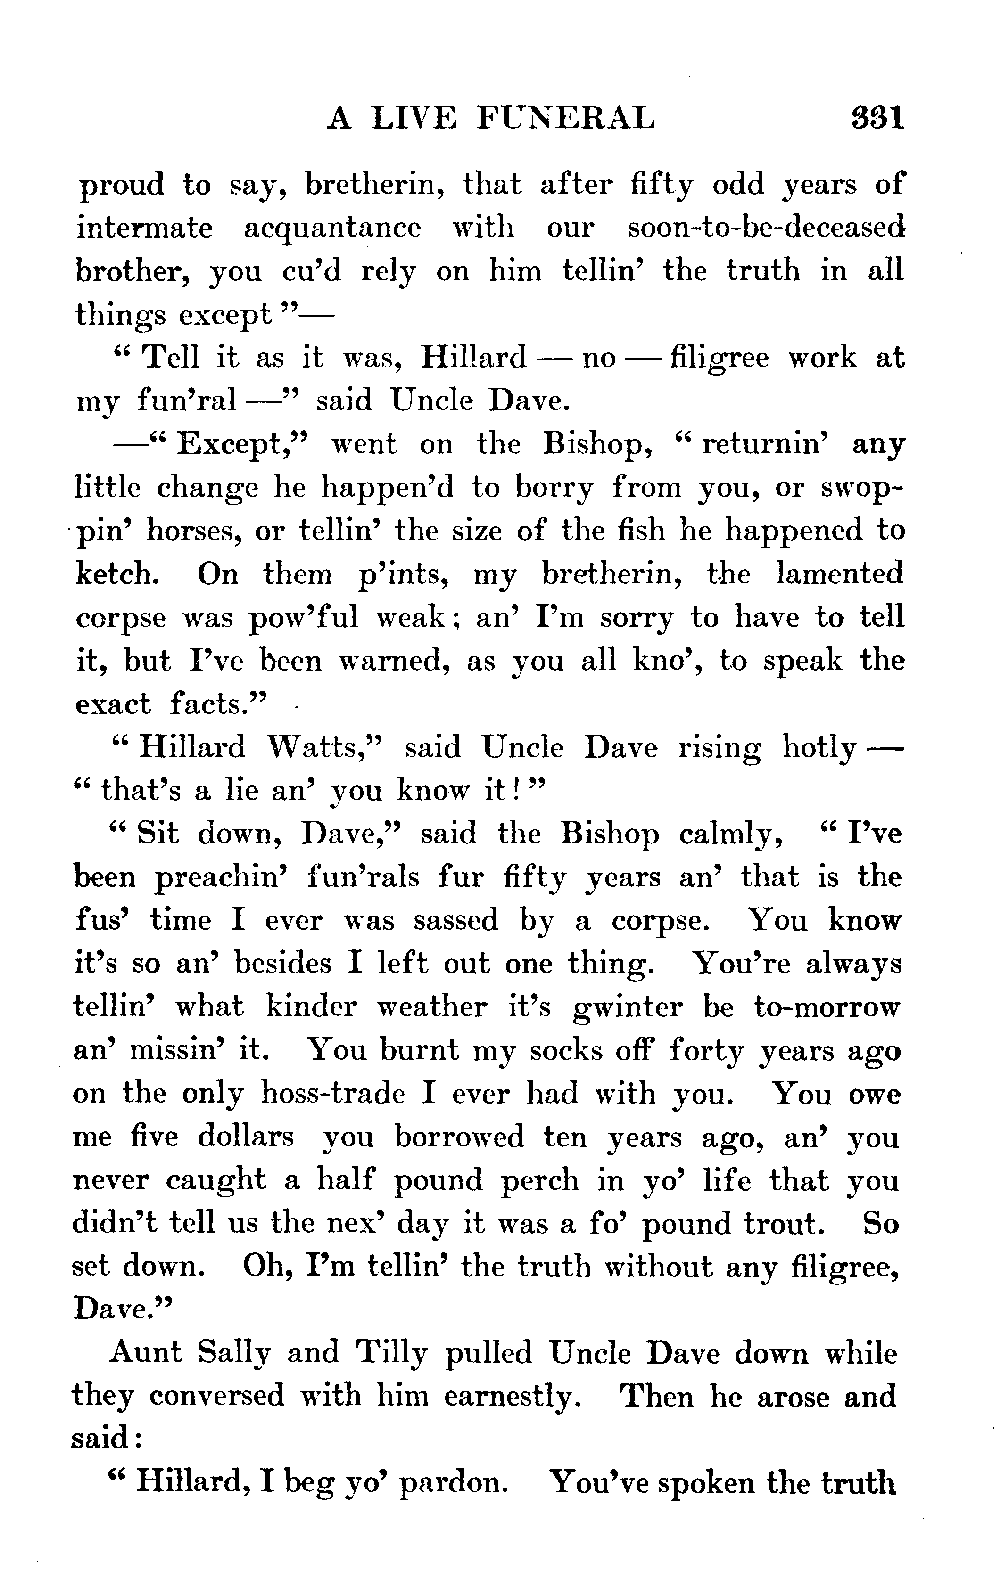 A LIVE FUNERAL 331
proud to say, bretherin, that after fifty odd years of
intermate acquantance with our soon-to-be-deceased
brother, you cu'd rely on him tellin' the truth in all
things except"—
"Tell it as it was, Hillard — no — filigree work at
my fun'ral —" said Uncle Dave.
—"Except," went on the Bishop, "returnin' any
little change he happen'd to borry from you, or swop-
pin' horses, or tellin' the size of the fish he happened to
ketch. On them p'ints, my bretherin, the lamented
corpse was pow'ful weak; an' I'm sorry to have to tell
it, but I've been warned, as you all kno', to speak the
exact facts."
"Hillard Watts," said Uncle Dave rising hotly —
"that's a lie an' you know it!"
"Sit down, Dave," said the Bishop calmly, "I've
been preachin' fun'rals fur fifty years an' that is the
fus' time I ever was sassed by a corpse. You know
it's so an' besides I left out one thing. You're always
tellin' what kinder weather it's gwinter be to-morrow
an' missin' it. You burnt my socks off forty years ago
on the only hoss-trade I ever had with you. You owe
me five dollars you borrowed ten years ago, an' you
never caught a half pound perch in yo' life that you
didn't tell us the nex' day it was a fo' pound trout. So
set down. Oh, I'm tellin' the truth without any filigree,
Dave."
Aunt Sally and Tilly pulled Uncle Dave down while
they conversed with him earnestly. Then he arose and
said:
"Hillard, I beg yo' pardon. You've spoken the truth